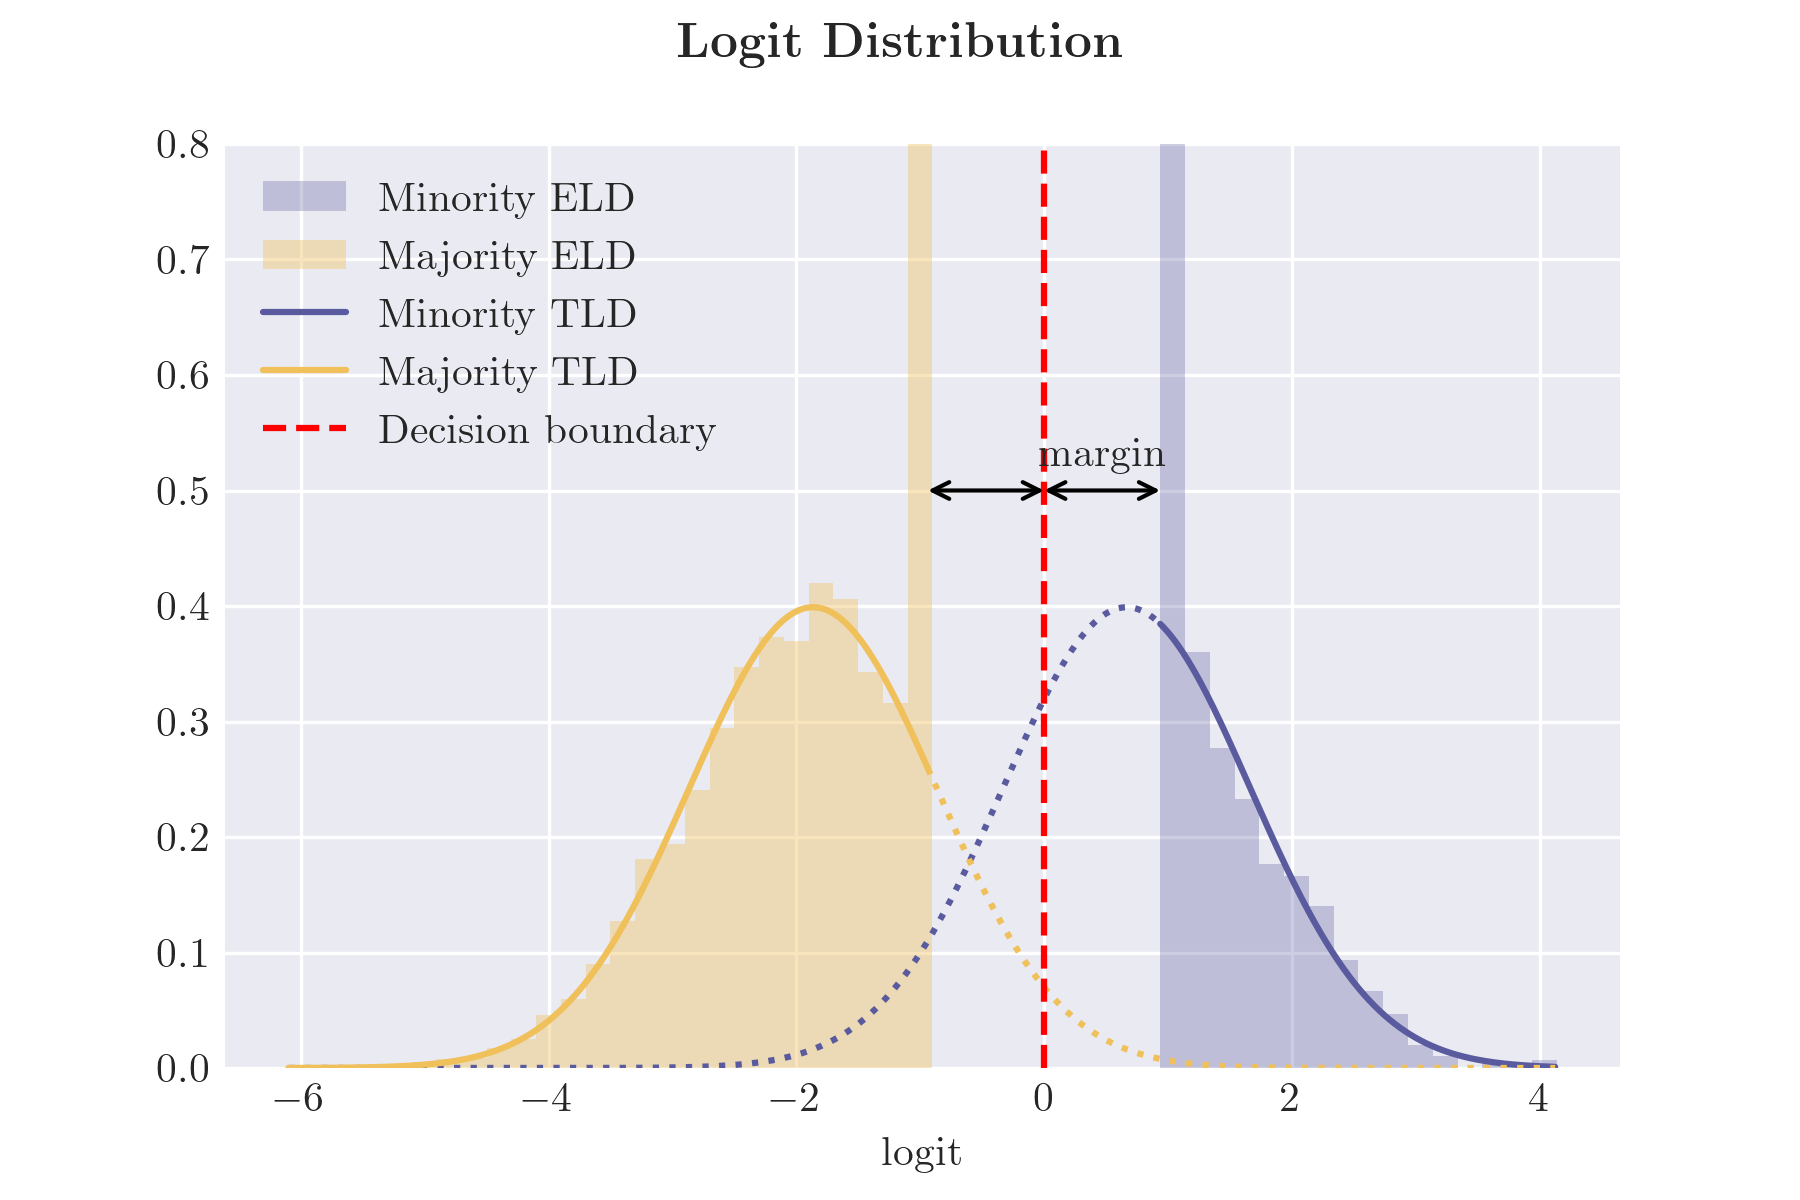 Logit Distribution
0.8
0.7
0.6
0.5
0.4
0.3
0.2
0.1
0.0
Minority ELD
Majority ELD
Minority TLD
Majority TLD
Decision boundary
margin
−6 −4 −2 0 2 4
logit